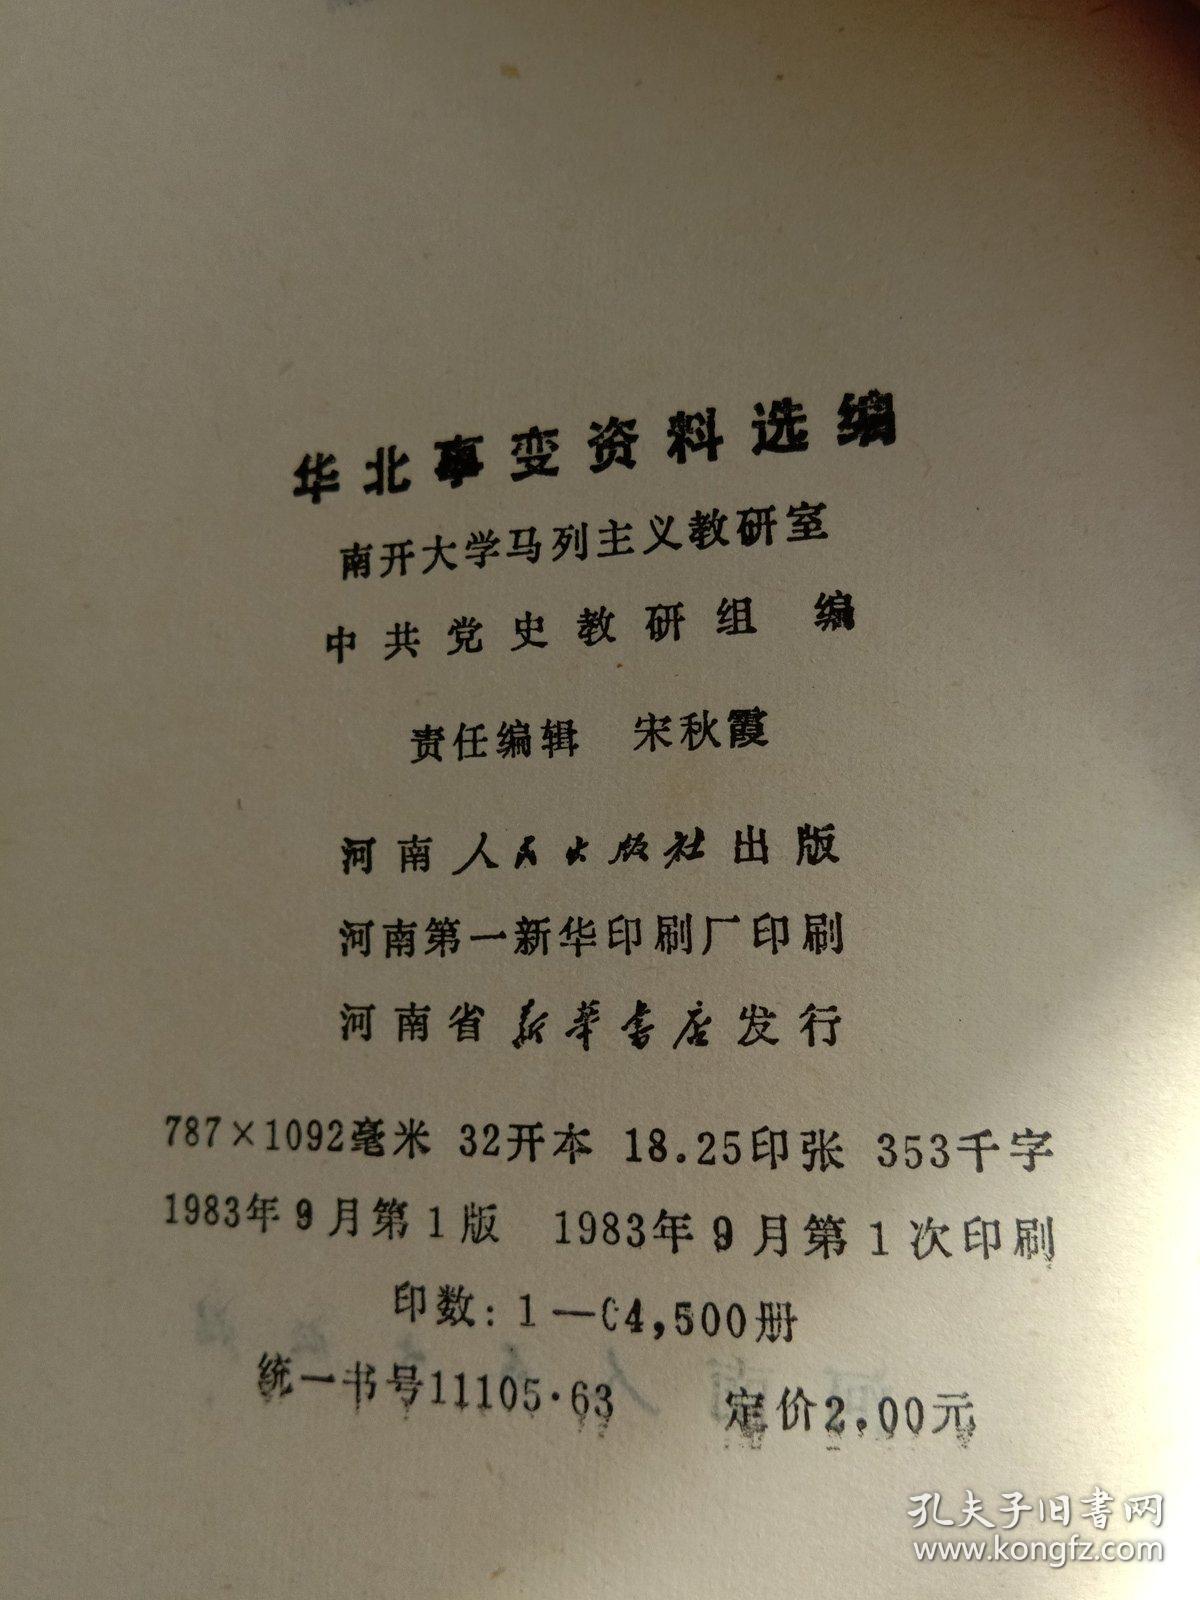 华北事变资料选编
南开大学马列主义教研室
中共党史教研组 编
责任编辑 宋秋霞
河南人民出版社出版
河南第一新华印刷厂印刷
河南省新華書店发行
787×1092毫米 32开本 18.25印张 353千字
1983年9月第1版 1983年9月第1次印刷
印数:1—04,500册
统一书号11105·63 定价2.00元
孔夫子旧书网
www.kongfz.com